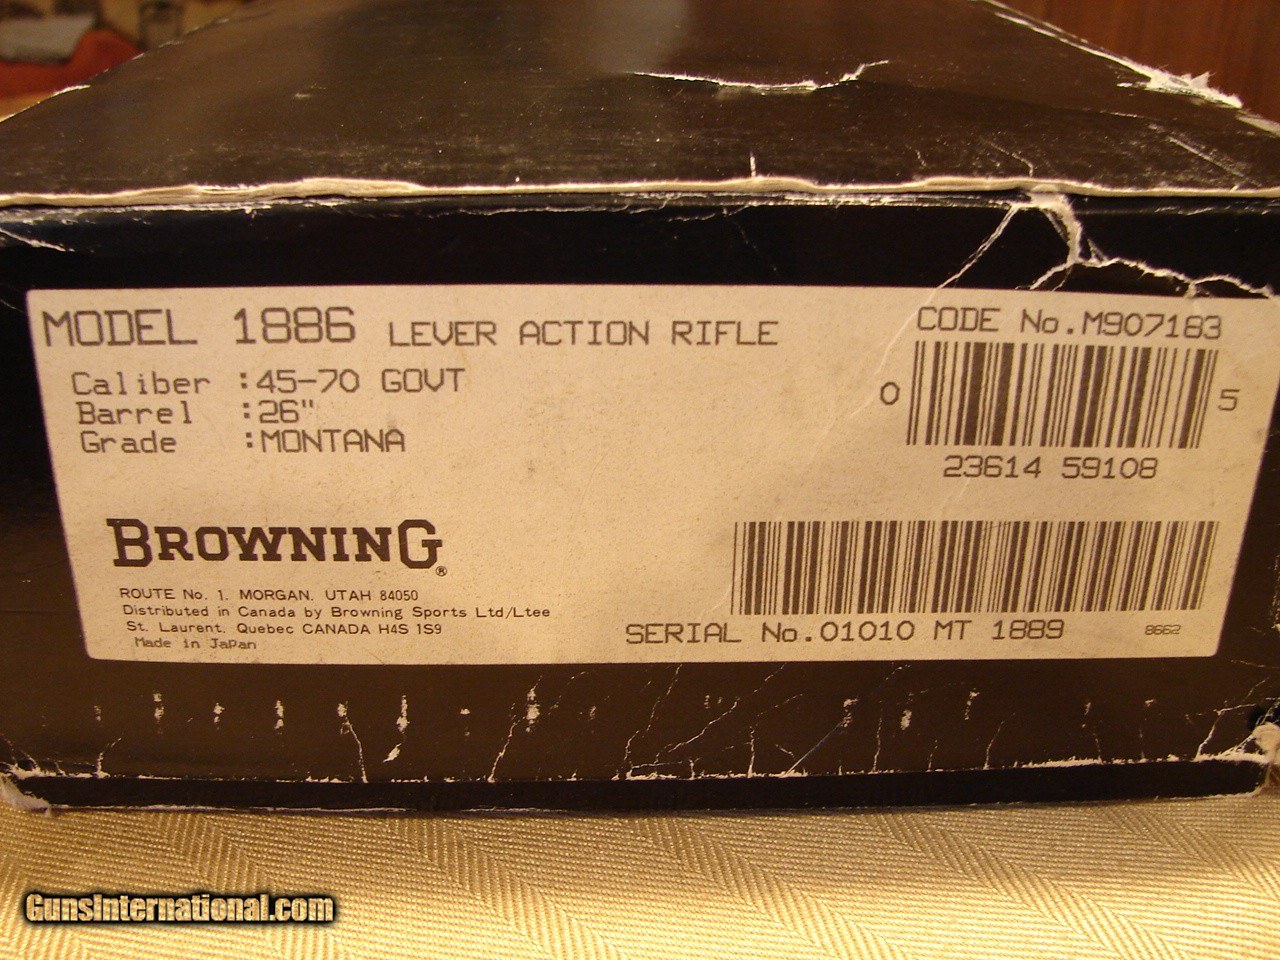 MODEL 1886 LEVER ACTION RIFLE
CODE No.M907183
Caliber :45-70 GOVT
Barrel :26"
Grade :MONTANA
0 5
23614 59108
BROWNING®
ROUTE No. 1, MORGAN, UTAH 84050
Distributed in Canada by Browning Sports Ltd/Ltee
St. Laurent, Quebec CANADA H4S 1S9
Made in Japan
SERIAL No.01010 MT 1889
8662
GunsInternational.com